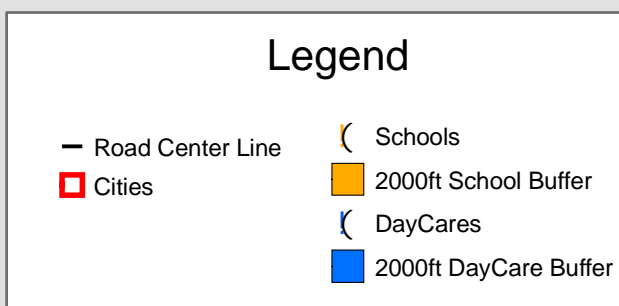 Legend
Road Center Line
Cities
Schools
2000ft School Buffer
DayCares
2000ft DayCare Buffer